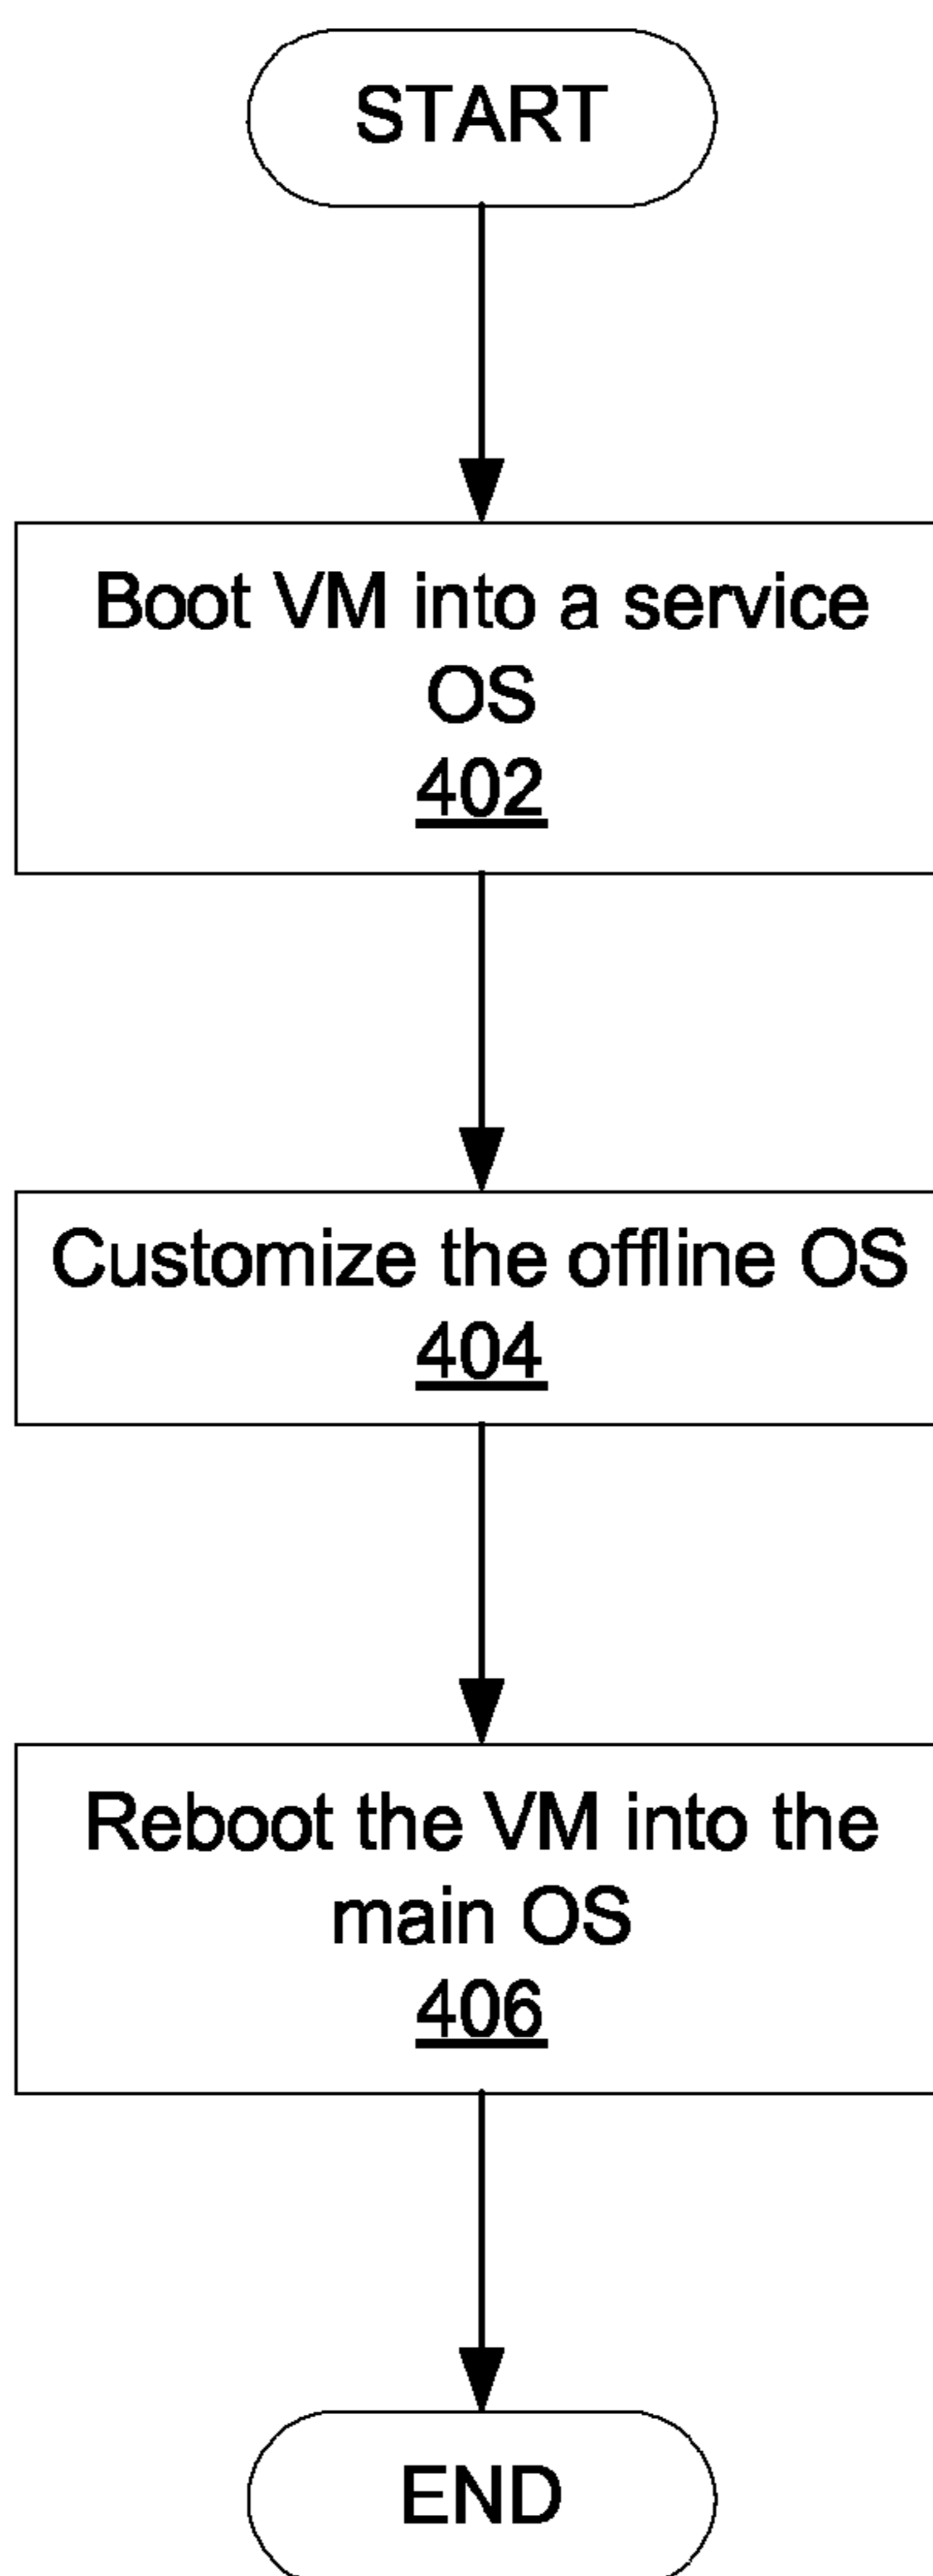 START
Boot VM into a service
OS
402
Customize the offline OS
404
Reboot the VM into the
main OS
406
END